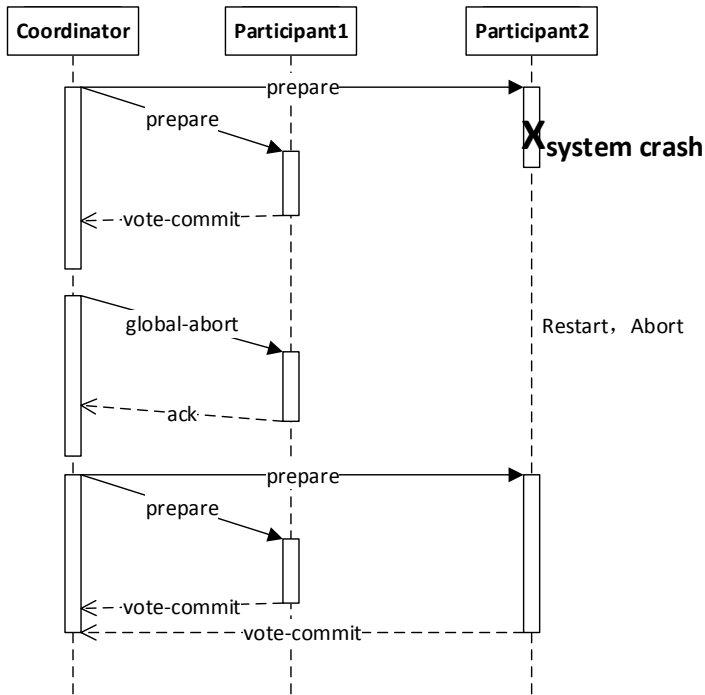 Coordinator
Participant1
Participant2
prepare
prepare
X
system crash
vote-commit
global-abort
Restart，Abort
ack
prepare
prepare
vote-commit
vote-commit